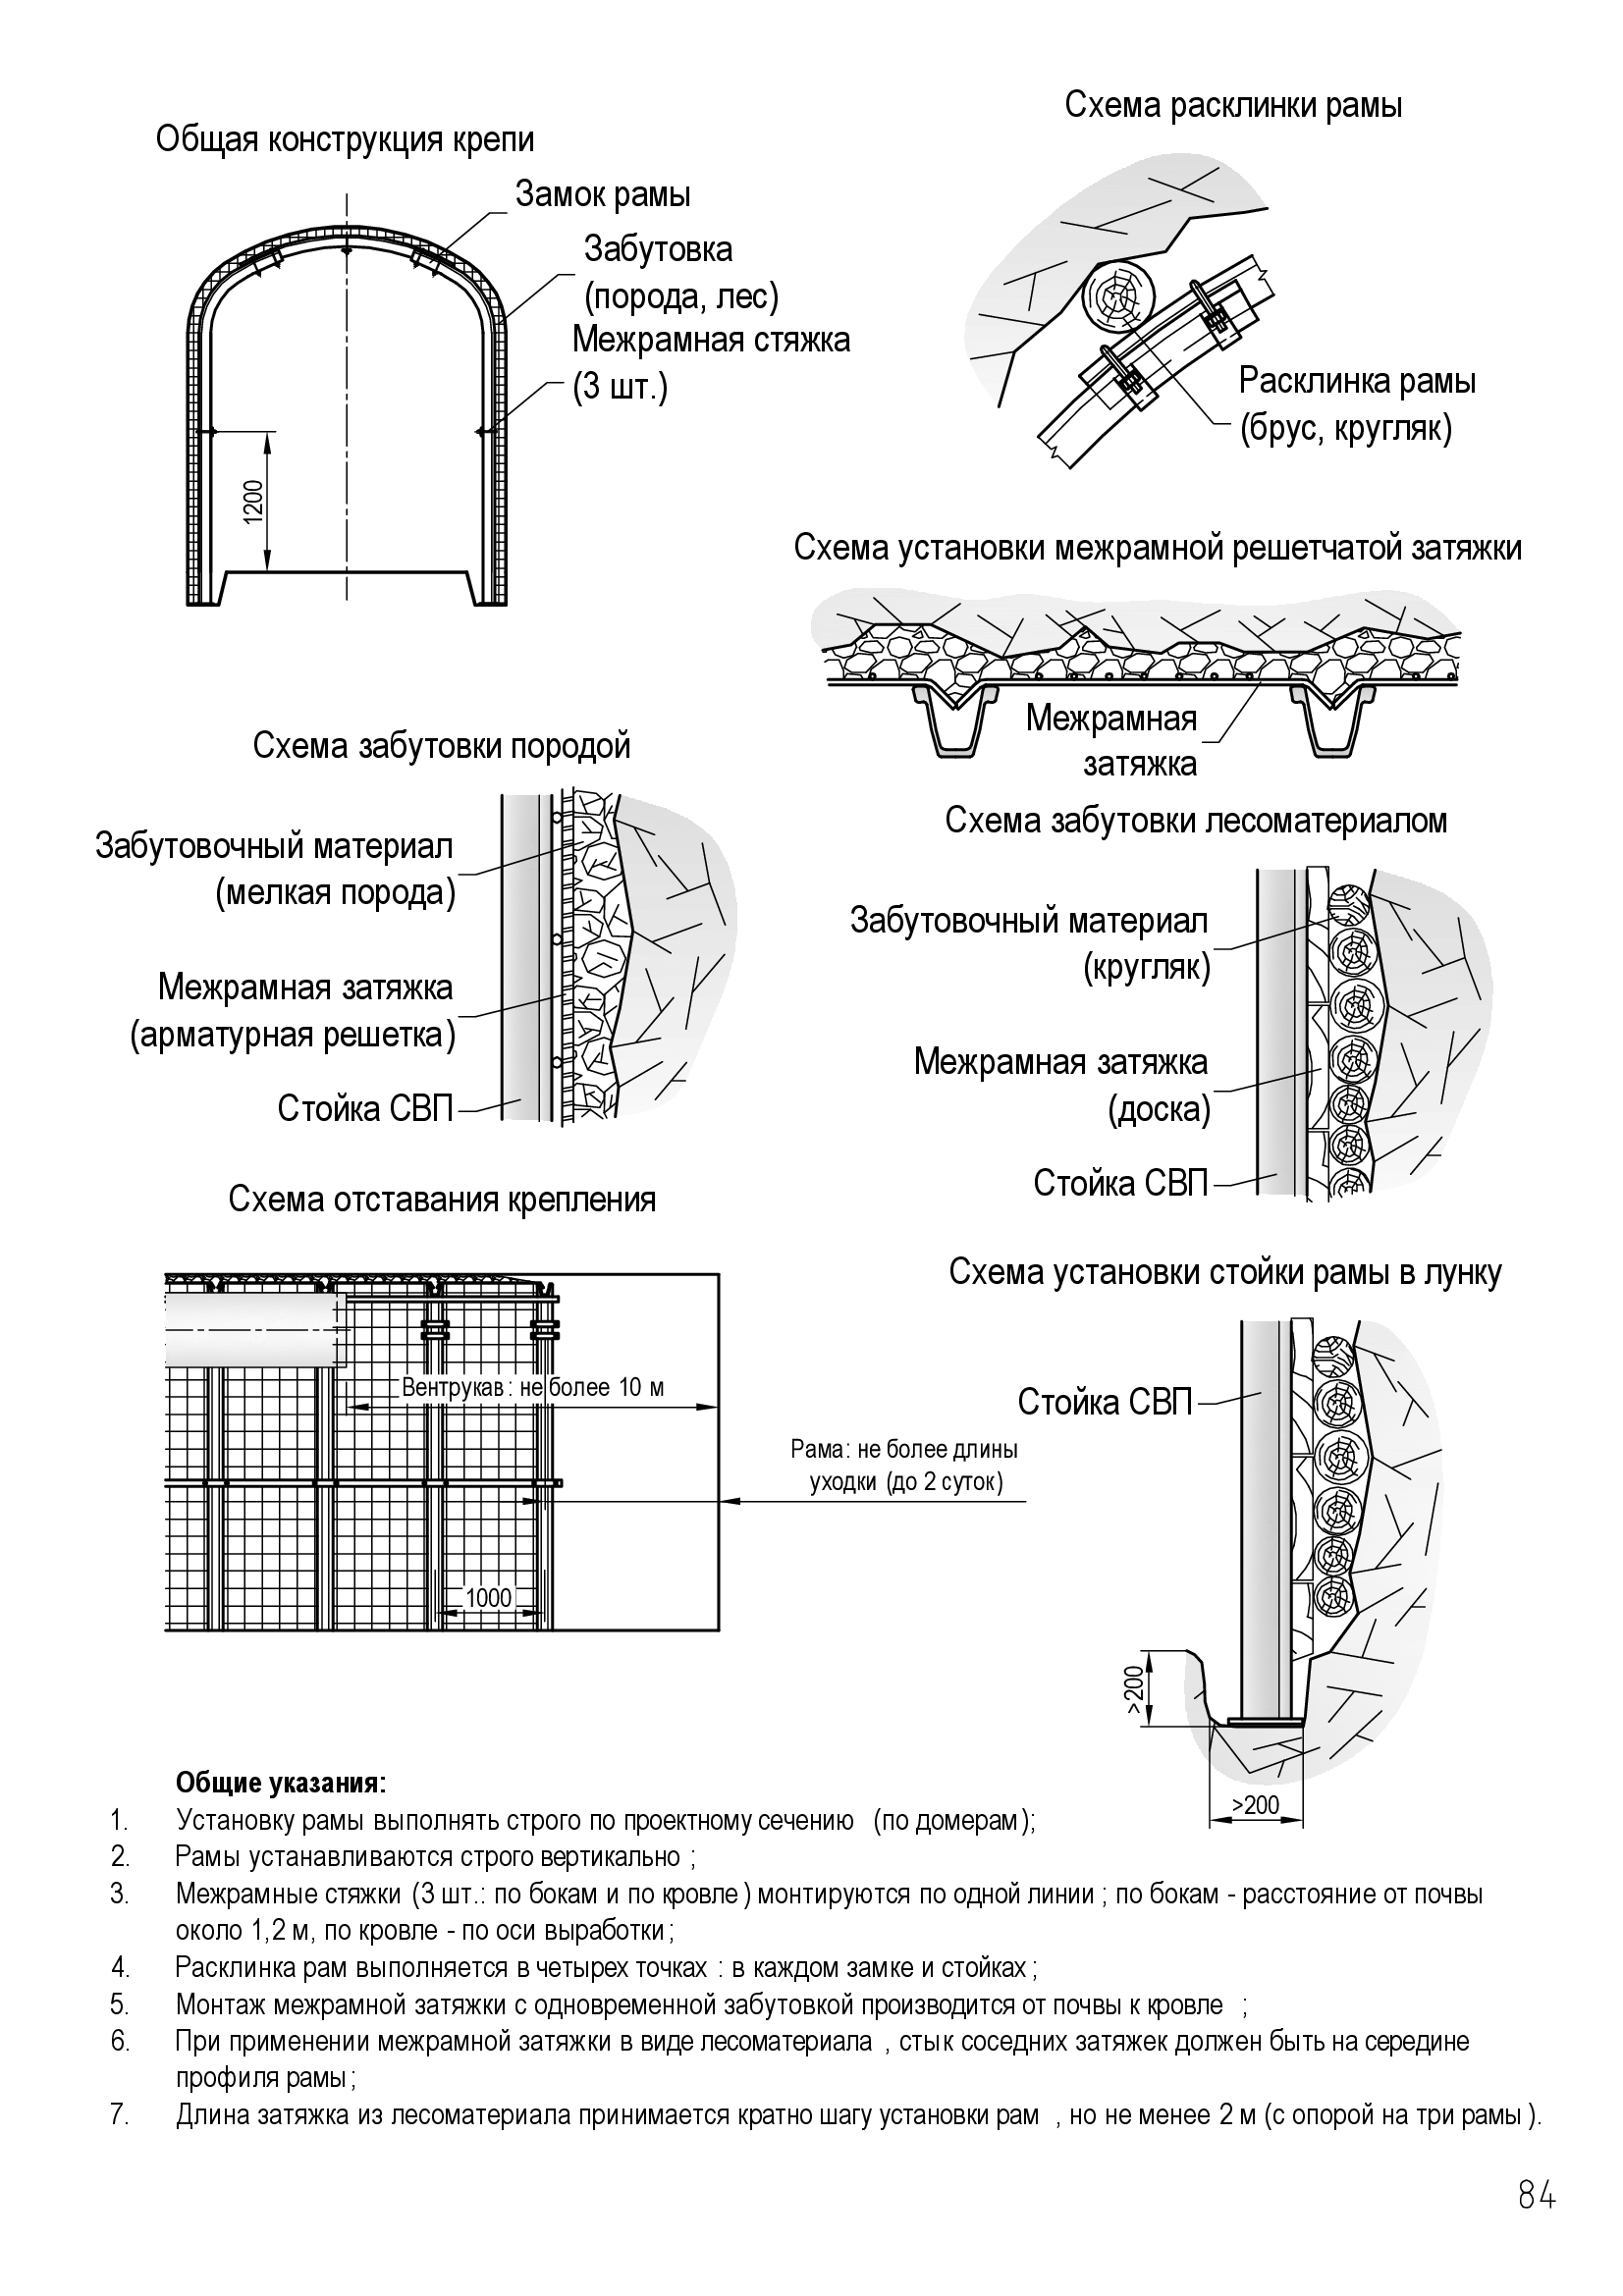 Схема расклинки рамы
Общая конструкция крепи
Замок рамы
Забутовка
(порода, лес)
Межрамная стяжка
(3 шт.)
1200
Расклинка рамы
(брус, кругляк)
Схема установки межрамной решетчатой затяжки
Межрамная
затяжка
Схема забутовки породой
Забутовочный материал
(мелкая порода)
Межрамная затяжка
(арматурная решетка)
Стойка СВП
Схема забутовки лесоматериалом
Забутовочный материал
(кругляк)
Межрамная затяжка
(доска)
Стойка СВП
Схема отставания крепления
Вентрукав: не более 10 м
Рама: не более длины
уходки (до 2 суток)
1000
Схема установки стойки рамы в лунку
Стойка СВП
>200
>200
Общие указания:
1. Установку рамы выполнять строго по проектному сечению (по домерам);
2. Рамы устанавливаются строго вертикально ;
3. Межрамные стяжки (3 шт.: по бокам и по кровле) монтируются по одной линии ; по бокам - расстояние от почвы
около 1,2 м, по кровле - по оси выработки;
4. Расклинка рам выполняется в четырех точках : в каждом замке и стойках ;
5. Монтаж межрамной затяжки с одновременной забутовкой производится от почвы к кровле ;
6. При применении межрамной затяжки в виде лесоматериала , стык соседних затяжек должен быть на середине
профиля рамы;
7. Длина затяжка из лесоматериала принимается кратно шагу установки рам , но не менее 2 м (с опорой на три рамы ).
84